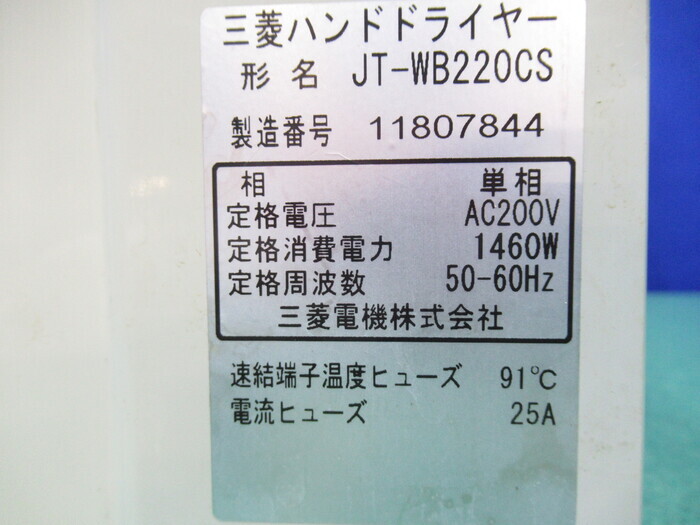 三菱ハンドドライヤー
形名 JT-WB220CS
製造番号 11807844
相 単相
定格電圧 AC200V
定格消費電力 1460W
定格周波数 50-60Hz
三菱電機株式会社
速結端子温度ヒューズ 91℃
電流ヒューズ 25A